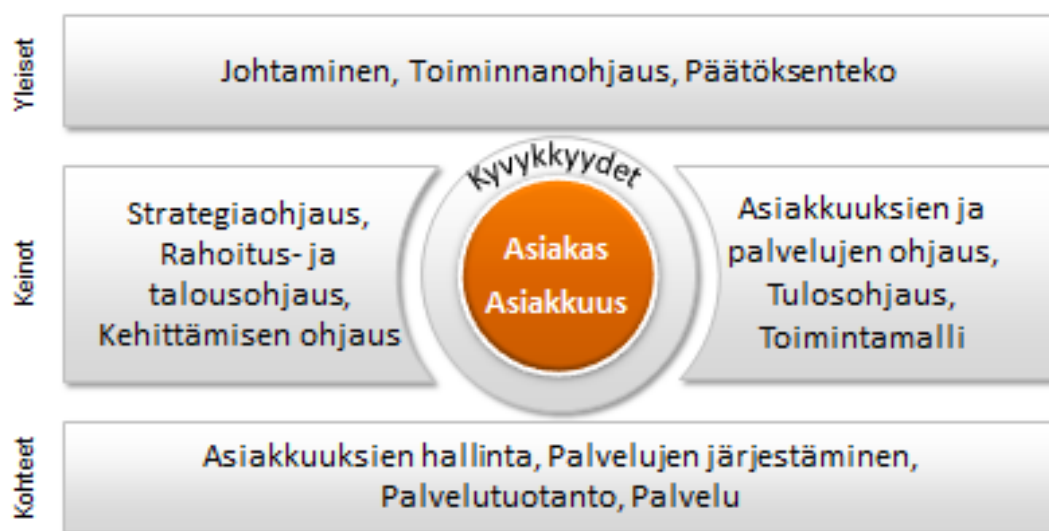 Yleiset
Johtaminen, Toiminnanohjaus, Päätöksenteko
Keinot
Strategiaohjaus,
Rahoitus- ja
talousohjaus,
Kehittämisen ohjaus
Kyvykkyydet
Asiakas
Asiakkuus
Asiakkuuksien ja
palvelujen ohjaus,
Tulosohjaus,
Toimintamalli
Kohteet
Asiakkuuksien hallinta, Palvelujen järjestäminen,
Palvelutuotanto, Palvelu